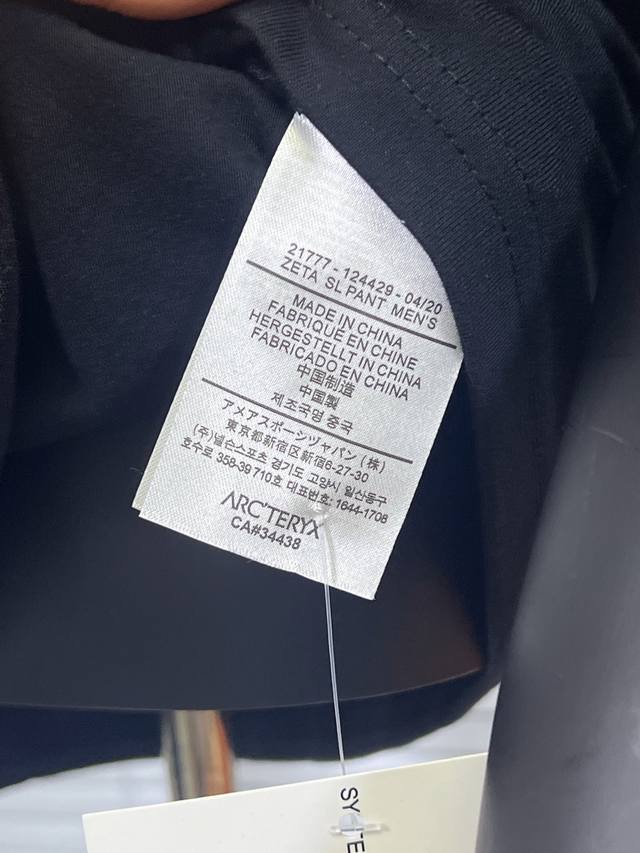 21777 - 124429 - 04/20
ZETA SL PANT MEN'S
MADE IN CHINA
FABRIQUE EN CHINE
HERGESTELLT IN CHINA
FABRICADO EN CHINA
中国制造
中国製
제조국명 중국
アメアスポーツジャパン (株)
東京都新宿区新宿6-27-30
(주)넬슨스포츠 경기도 고양시 일산동구
호수로 358-39 710호 대표번호: 1644-1708
ARC'TERYX
CA#34438